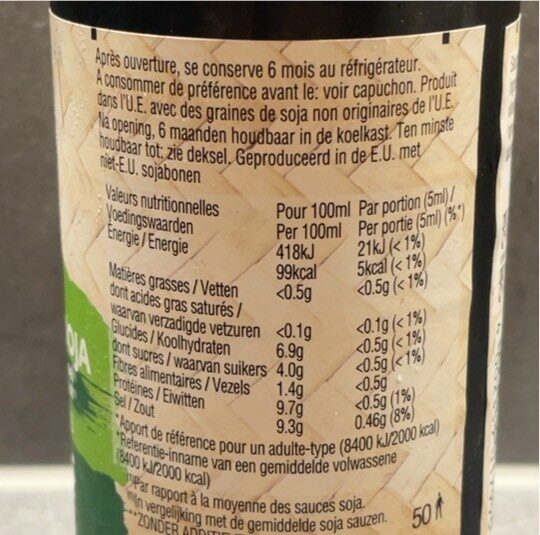 Après ouverture, se conserve 6 mois au réfrigérateur.
A consommer de préférence avant le: voir capuchon. Produit
dans l'U.E. avec des graines de soja non originaires de l'U.E.
Na opening, 6 maanden houdbaar in de koelkast. Ten minste
houdbaar tot: zie deksel. Geproduceerd in de E.U. met
niet-E.U. sojabonen
Valeurs nutritionnelles Pour 100ml Par portion (5ml) /
Voedingswaarden Per 100ml Per portie (5ml) (%*)
Énergie / Energie 418kJ 21kJ (<1%)
99kcal 5kcal (<1%)
Matières grasses / Vetten <0.5g <0.5g (<1%)
dont acides gras saturés /
waarvan verzadigde vetzuren <0.1g <0.1g (<1%)
Glucides / Koolhydraten 6.9g <0.5g (<1%)
dont sucres / waarvan suikers 4.0g <0.5g (<1%)
Fibres alimentaires / Vezels 1.4g <0.5g
Protéines / Eiwitten 9.7g <0.5g (1%)
Sel / Zout 9.3g 0.46g (8%)
*Apport de référence pour un adulte-type (8400 kJ/2000 kcal)
*Referentie-inname van een gemiddelde volwassene
(8400 kJ/2000 kcal)
Par rapport à la moyenne des sauces soja.
In vergelijking met de gemiddelde soja sauzen.
50
ZONDER
OJA